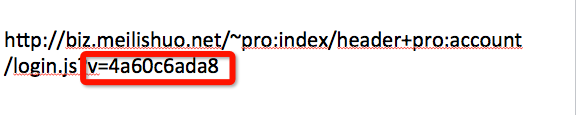 http://biz.meilishuo.net/~pro:index/header+pro:account
/login.js?v=4a60c6ada8